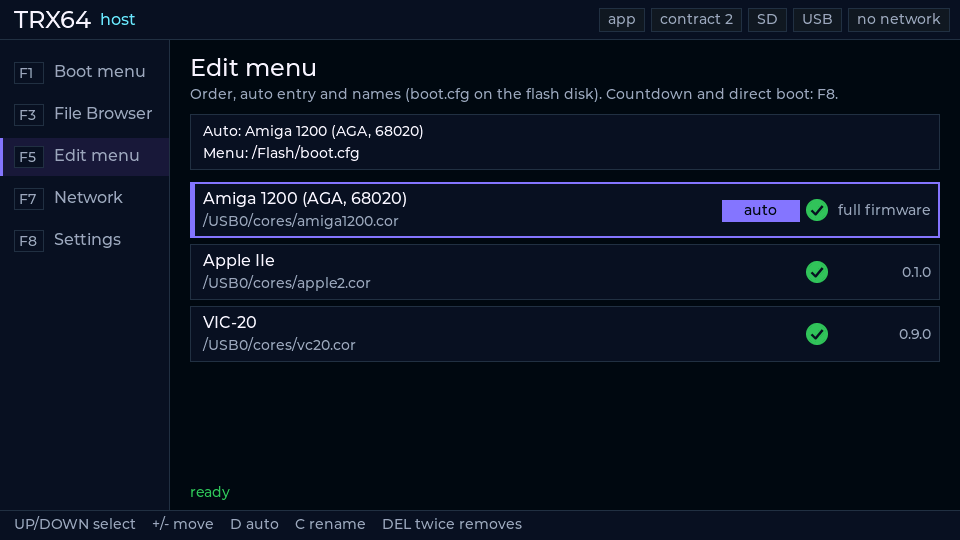 TRX64 host
app contract 2 SD USB no network
F1 Boot menu
F3 File Browser
F5 Edit menu
F7 Network
F8 Settings
Edit menu
Order, auto entry and names (boot.cfg on the flash disk). Countdown and direct boot: F8.
Auto: Amiga 1200 (AGA, 68020)
Menu: /Flash/boot.cfg
Amiga 1200 (AGA, 68020)
/USB0/cores/amiga1200.cor
auto full firmware
Apple IIe
/USB0/cores/apple2.cor
0.1.0
VIC-20
/USB0/cores/vc20.cor
0.9.0
ready
UP/DOWN select +/- move D auto C rename DEL twice removes